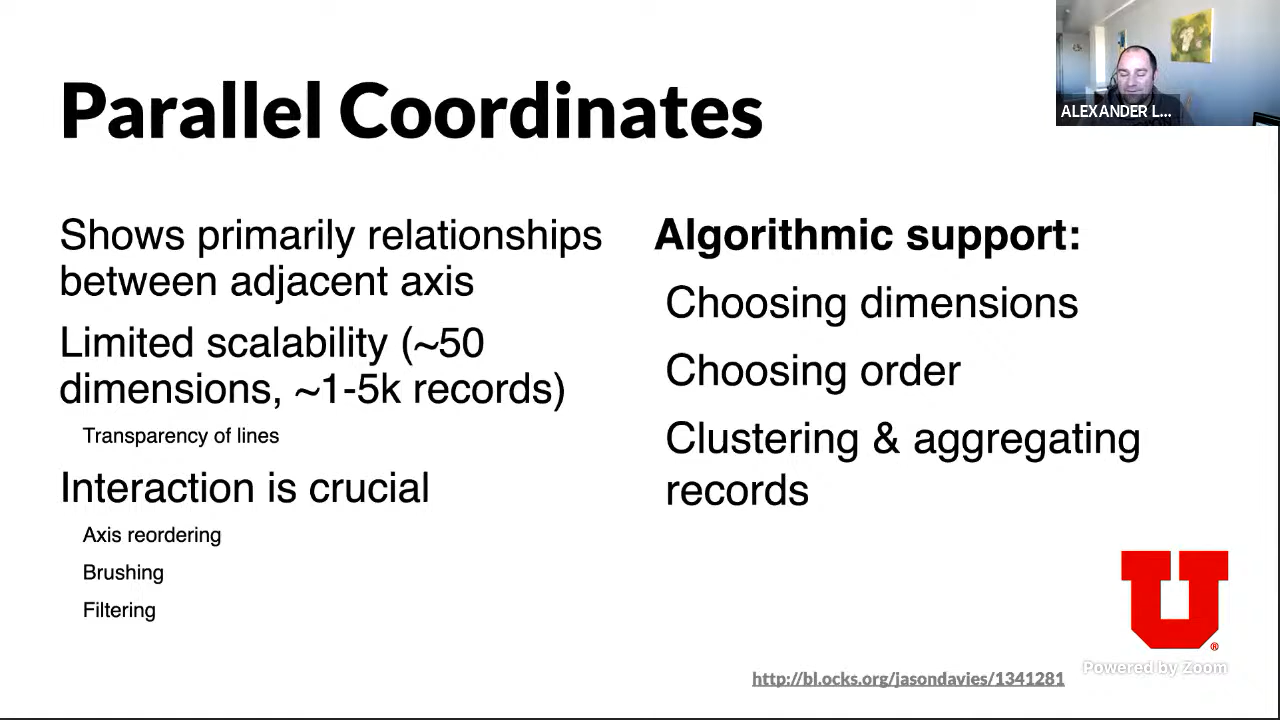 Parallel Coordinates
ALEXANDER L...
Shows primarily relationships
between adjacent axis
Limited scalability (~50
dimensions, ~1-5k records)
Transparency of lines
Interaction is crucial
Axis reordering
Brushing
Filtering
Algorithmic support:
Choosing dimensions
Choosing order
Clustering & aggregating
records
U
®
Powered by Zoom
http://bl.ocks.org/jasondavies/1341281